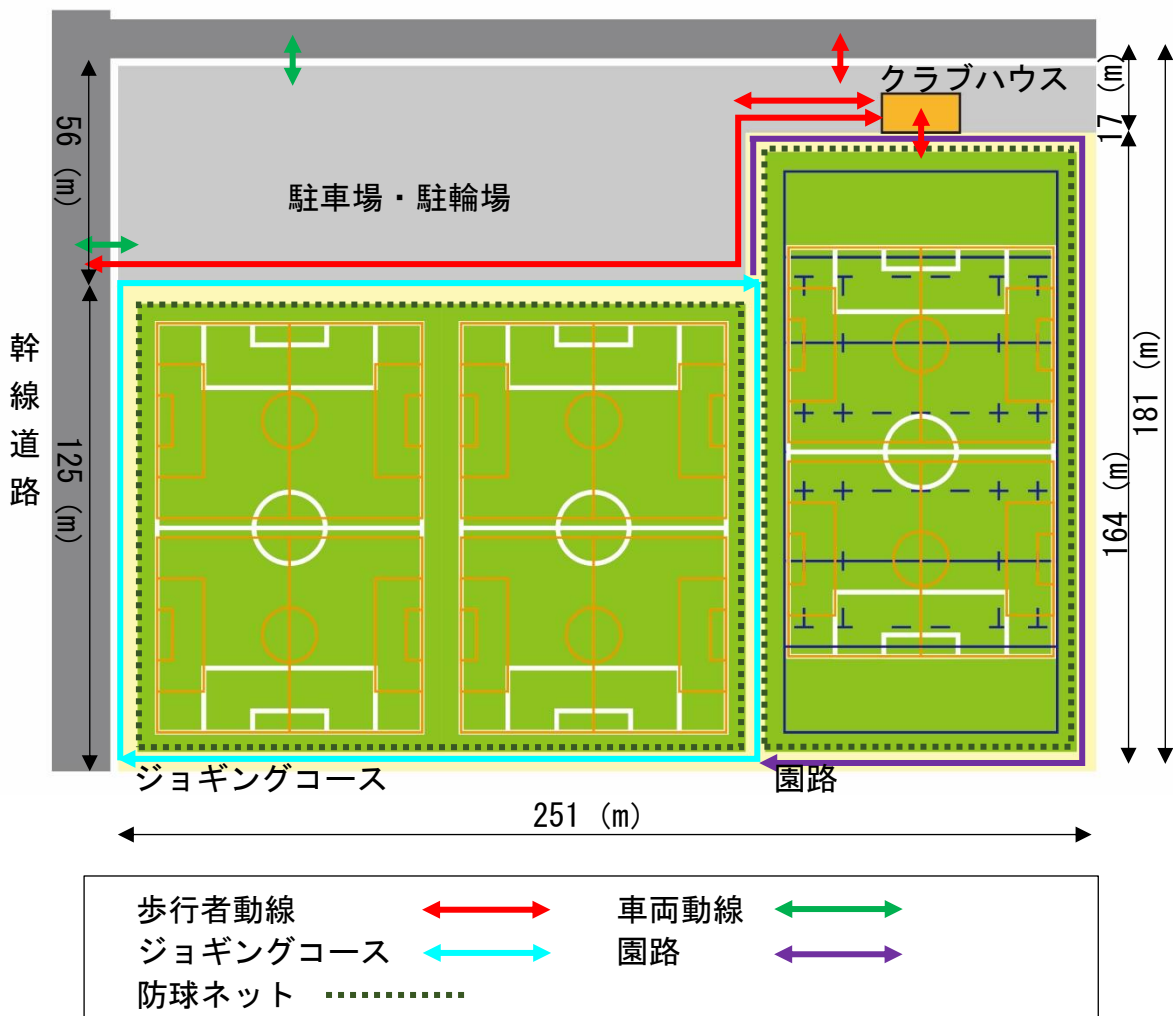 クラブハウス
17 (m)
56 (m)
駐車場・駐輪場
181 (m)
幹線道路
125 (m)
164 (m)
ジョギングコース
園路
251 (m)
歩行者動線
車両動線
ジョギングコース
園路
防球ネット